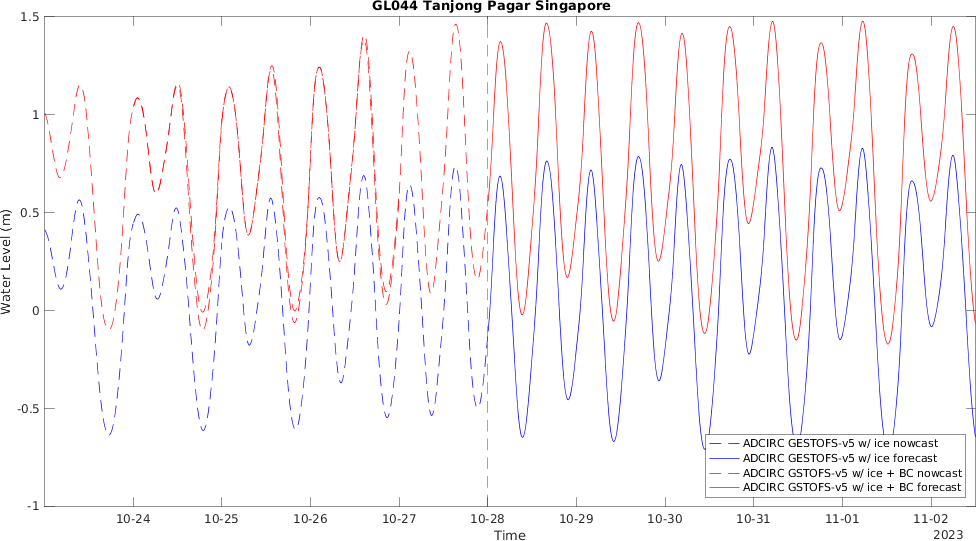 GL044 Tanjong Pagar Singapore
1.5
1
0.5
0
-0.5
-1
Water Level (m)
10-24 10-25 10-26 10-27 10-28 10-29 10-30 10-31 11-01 11-02
Time
2023
ADCIRC GESTOFS-v5 w/ ice nowcast
ADCIRC GESTOFS-v5 w/ ice forecast
ADCIRC GSTOFS-v5 w/ ice + BC nowcast
ADCIRC GSTOFS-v5 w/ ice + BC forecast